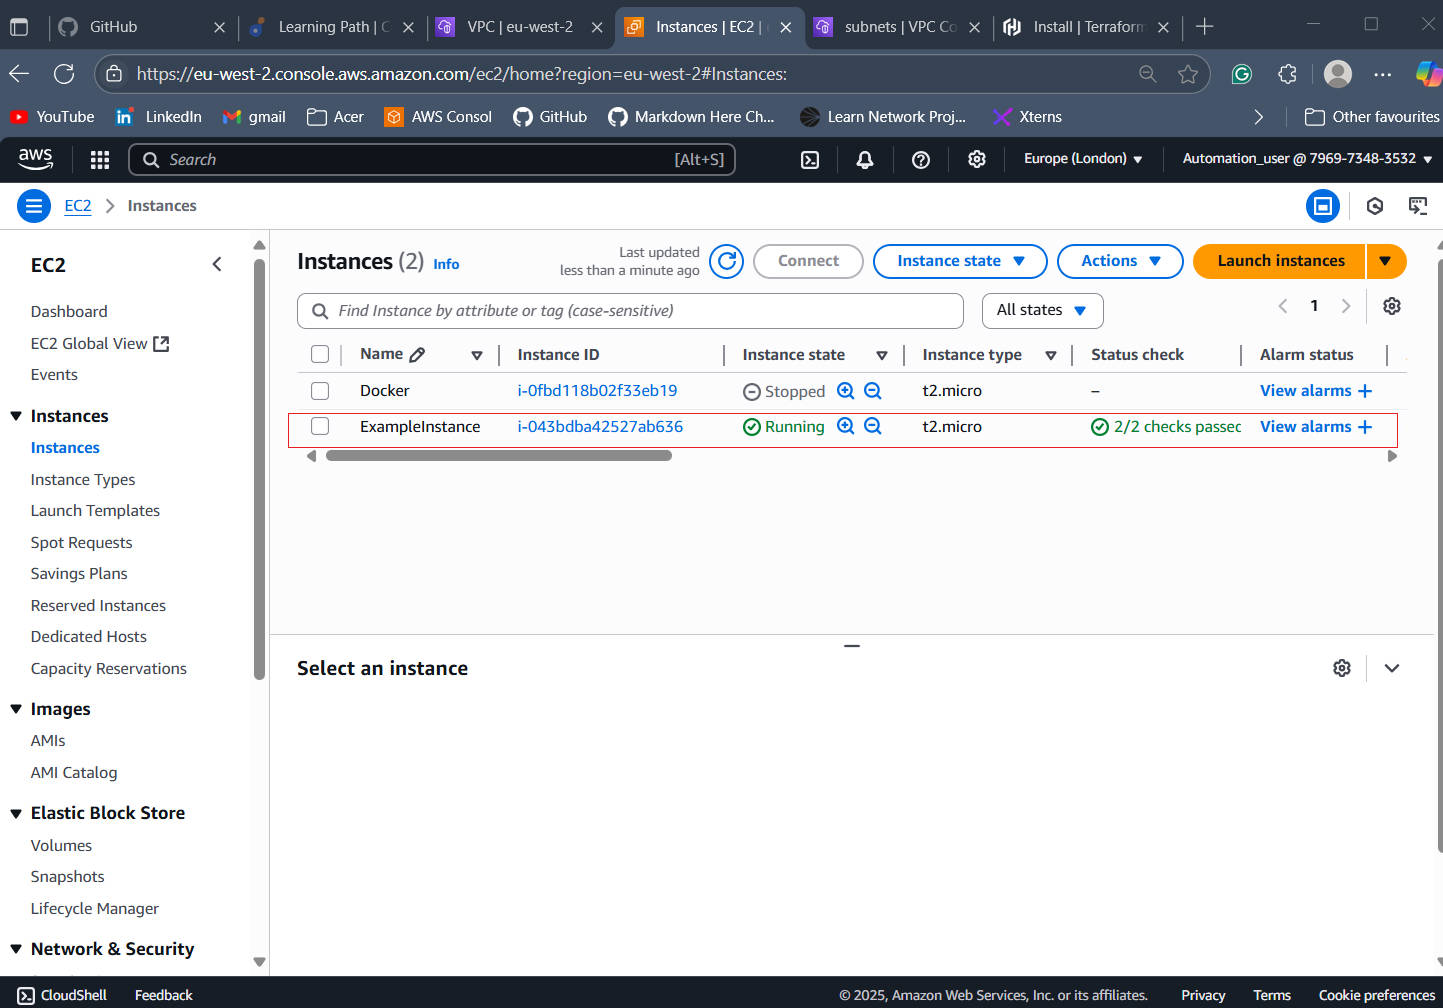 GitHub
Learning Path | C
VPC | eu-west-2
Instances | EC2 |
subnets | VPC Co
Install | Terraform
https://eu-west-2.console.aws.amazon.com/ec2/home?region=eu-west-2#Instances:
YouTube
LinkedIn
gmail
Acer
AWS Consol
GitHub
Markdown Here Ch...
Learn Network Proj...
Xterns
Other favourites
aws
Search
[Alt+S]
Europe (London)
Automation_user @ 7969-7348-3532
EC2
Instances
EC2
Dashboard
EC2 Global View
Events
Instances
Instances
Instance Types
Launch Templates
Spot Requests
Savings Plans
Reserved Instances
Dedicated Hosts
Capacity Reservations
Images
AMIs
AMI Catalog
Elastic Block Store
Volumes
Snapshots
Lifecycle Manager
Network & Security
Instances (2) Info
Last updated
less than a minute ago
Connect
Instance state
Actions
Launch instances
Find Instance by attribute or tag (case-sensitive)
All states
1
Name Instance ID Instance state Instance type Status check Alarm status
Docker i-0fbd118b02f33eb19 Stopped t2.micro – View alarms +
ExampleInstance i-043bdba42527ab636 Running t2.micro 2/2 checks passed View alarms +
Select an instance
CloudShell
Feedback
© 2025, Amazon Web Services, Inc. or its affiliates.
Privacy
Terms
Cookie preferences